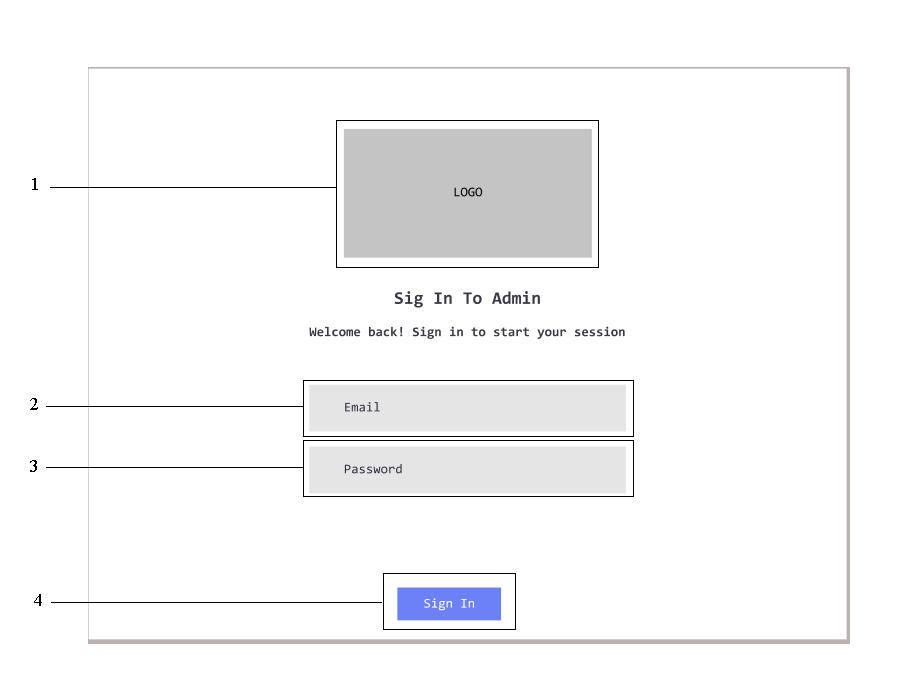 1
LOGO
Sig In To Admin
Welcome back! Sign in to start your session
2
Email
3
Password
4
Sign In